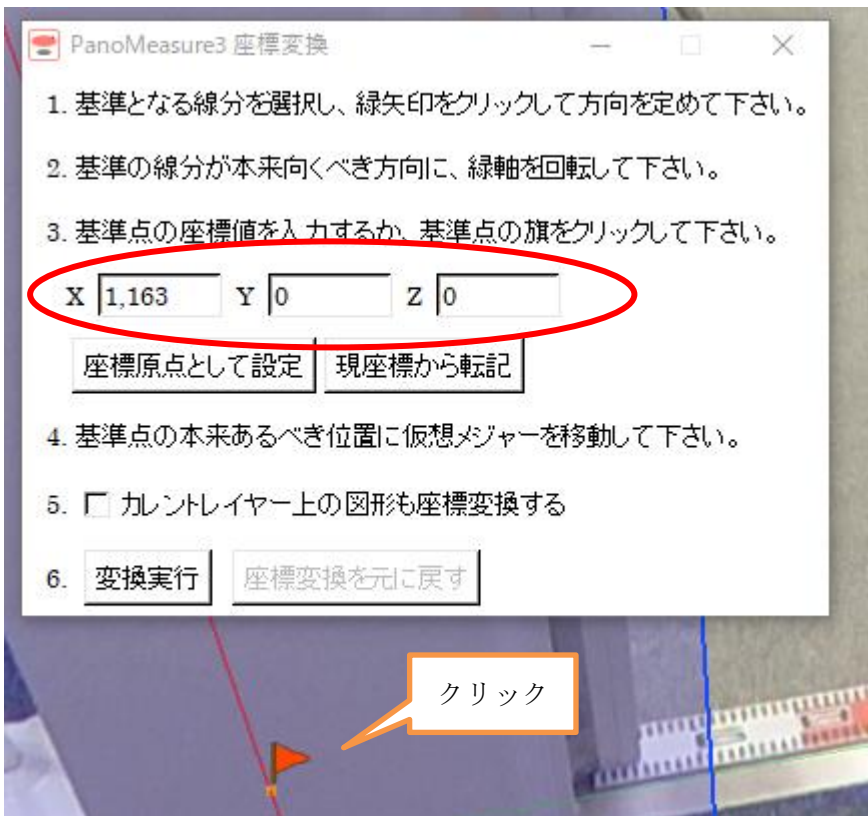 PanoMeasure3 座標変換
1. 基準となる線分を選択し、緑矢印をクリックして方向を定めて下さい。
2. 基準の線分が本来向くべき方向に、緑軸を回転して下さい。
3. 基準点の座標値を入力するか、基準点の旗をクリックして下さい。
X 1,163 Y 0 Z 0
座標原点として設定 現座標から転記
4. 基準点の本来あるべき位置に仮想メジャーを移動して下さい。
5. カレントレイヤー上の図形も座標変換する
6. 変換実行 座標変換を元に戻す
クリック